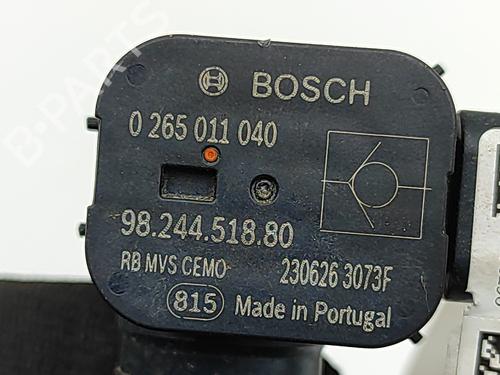 BOSCH
0 265 011 040
98.244.518.80
RB MVS CEMO 230626 3073F
815 Made in Portugal
B-PARTS